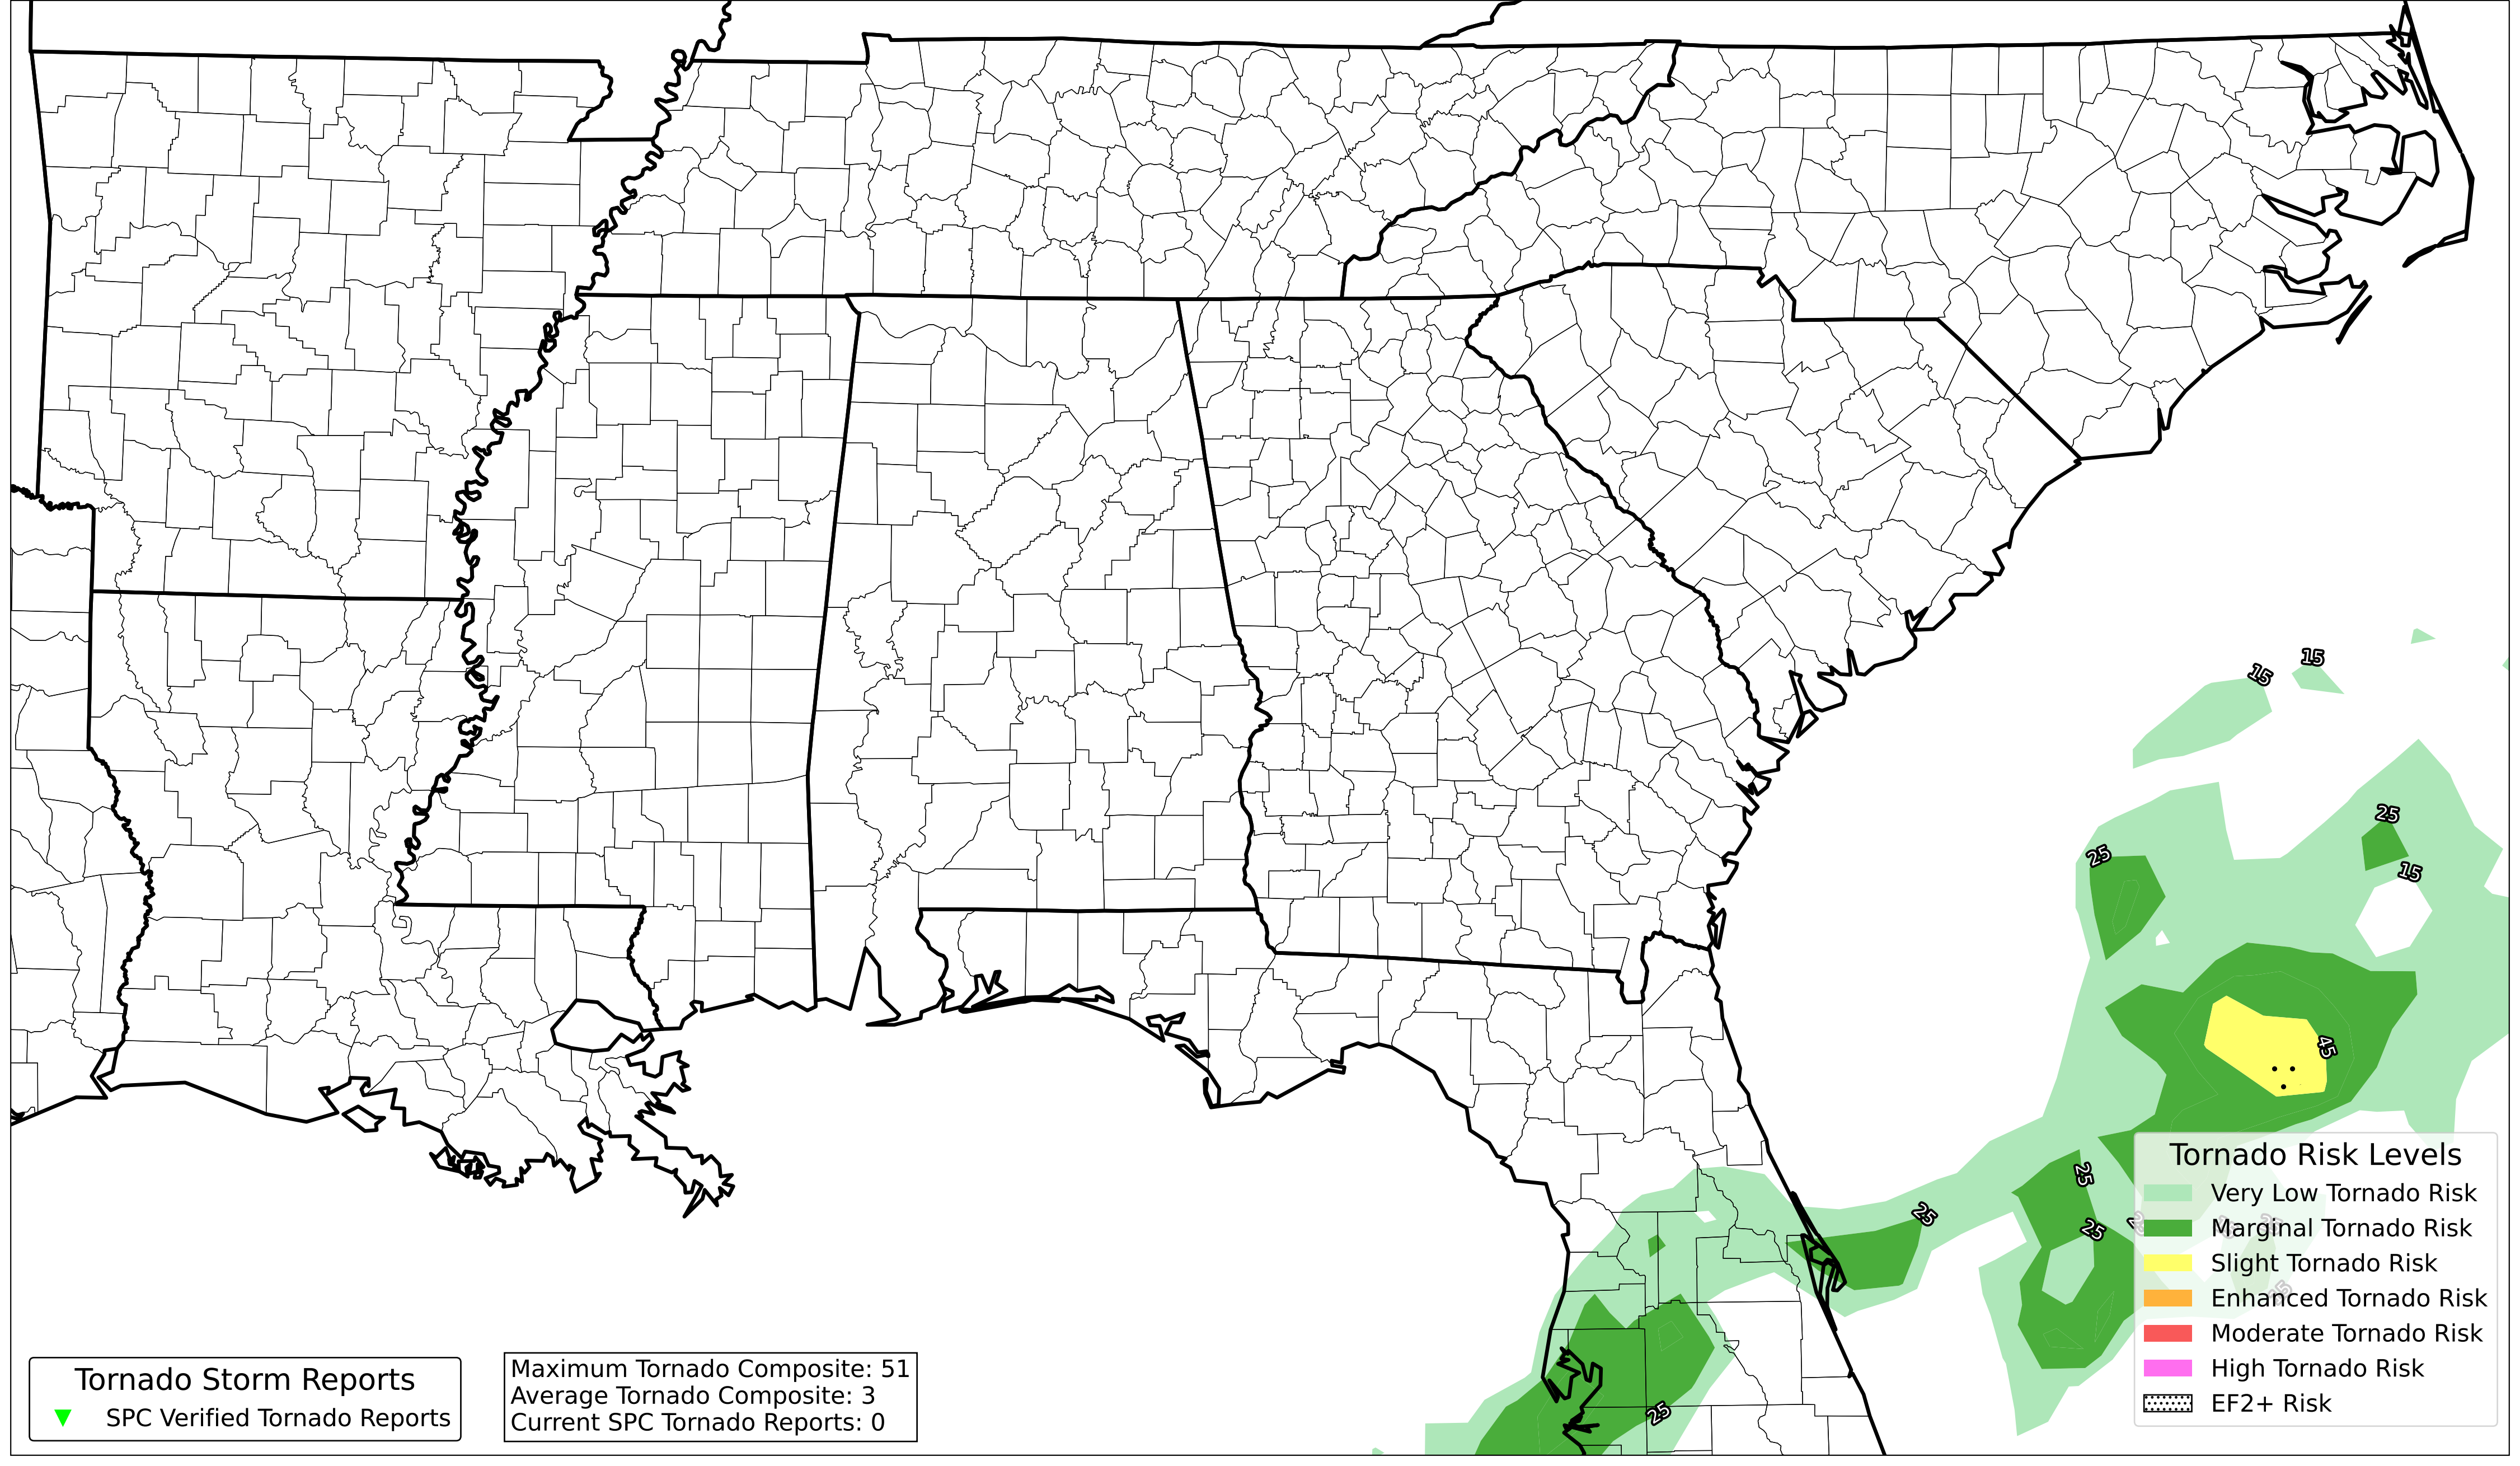 15
15
25
25
15
45
25
25
25
25
Tornado Risk Levels
Very Low Tornado Risk
Marginal Tornado Risk
Slight Tornado Risk
Enhanced Tornado Risk
Moderate Tornado Risk
High Tornado Risk
EF2+ Risk
Tornado Storm Reports
SPC Verified Tornado Reports
Maximum Tornado Composite: 51
Average Tornado Composite: 3
Current SPC Tornado Reports: 0